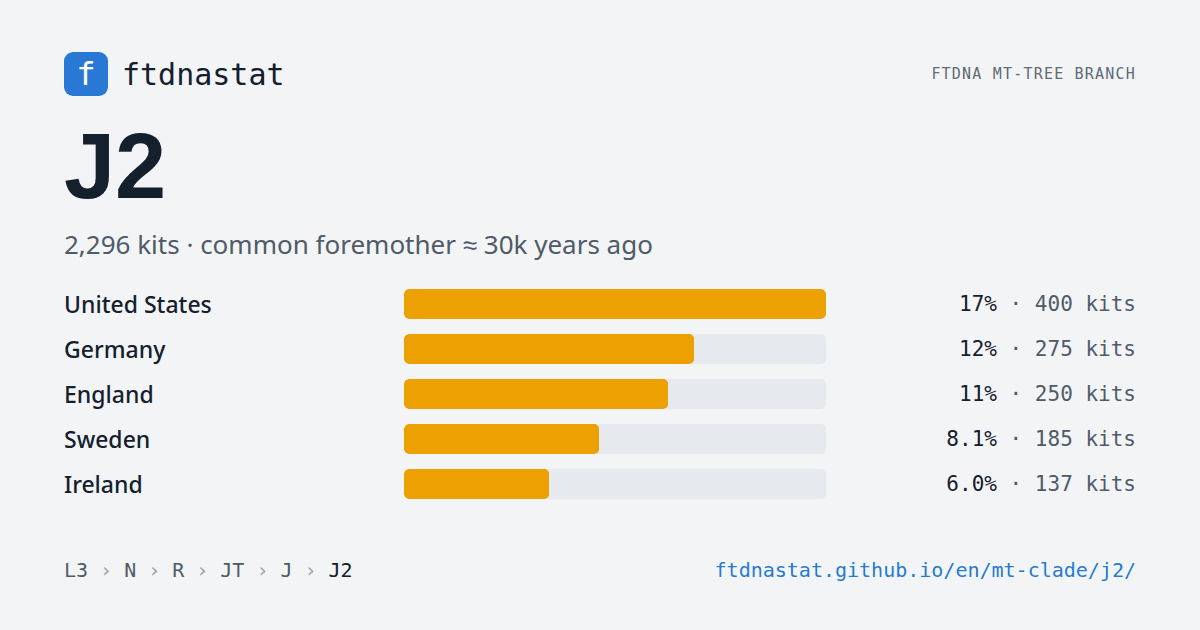 f ftdnastat
FTDNA MT-TREE BRANCH
J2
2,296 kits · common foremother ≈ 30k years ago
United States 17% · 400 kits
Germany 12% · 275 kits
England 11% · 250 kits
Sweden 8.1% · 185 kits
Ireland 6.0% · 137 kits
L3 › N › R › JT › J › J2
ftdnastat.github.io/en/mt-clade/j2/